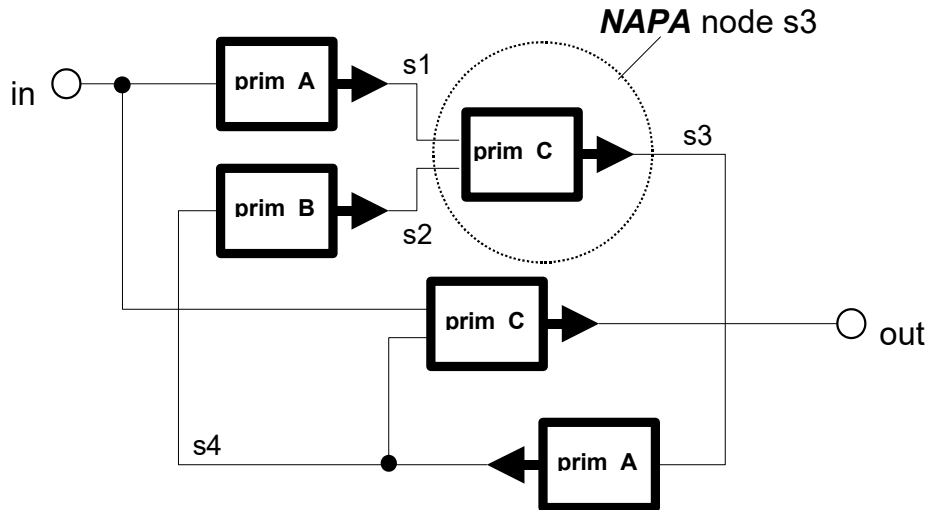 NAPA node s3
in
prim A
s1
prim C
s3
prim B
s2
prim C
out
s4
prim A